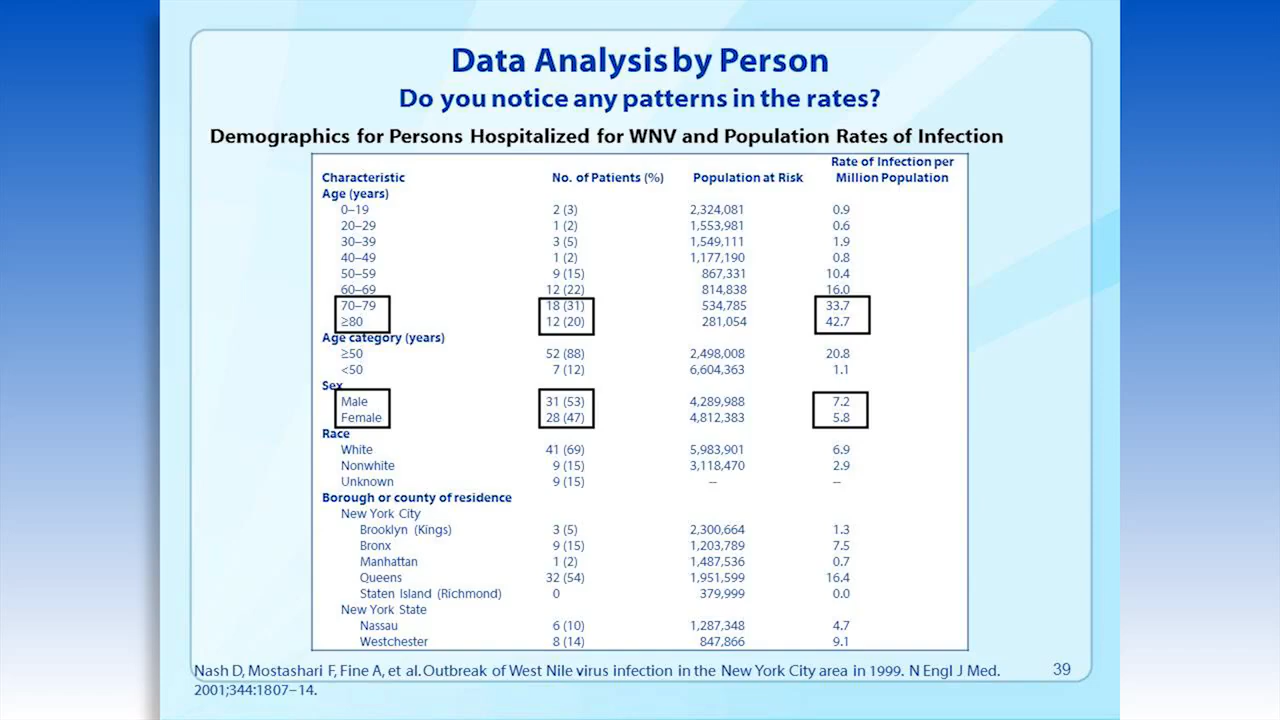 Data Analysis by Person
Do you notice any patterns in the rates?
Demographics for Persons Hospitalized for WNV and Population Rates of Infection
Rate of Infection per
Characteristic No. of Patients (%) Population at Risk Million Population
Age (years)
0–19 2 (3) 2,324,081 0.9
20–29 1 (2) 1,553,981 0.6
30–39 3 (5) 1,549,111 1.9
40–49 1 (2) 1,177,190 0.8
50–59 9 (15) 867,331 10.4
60–69 12 (22) 814,838 16.0
70–79 18 (31) 534,785 33.7
≥80 12 (20) 281,054 42.7
Age category (years)
≥50 52 (88) 2,498,008 20.8
<50 7 (12) 6,604,363 1.1
Sex
Male 31 (53) 4,289,988 7.2
Female 28 (47) 4,812,383 5.8
Race
White 41 (69) 5,983,901 6.9
Nonwhite 9 (15) 3,118,470 2.9
Unknown 9 (15) -- --
Borough or county of residence
New York City
Brooklyn (Kings) 3 (5) 2,300,664 1.3
Bronx 9 (15) 1,203,789 7.5
Manhattan 1 (2) 1,487,536 0.7
Queens 32 (54) 1,951,599 16.4
Staten Island (Richmond) 0 379,999 0.0
New York State
Nassau 6 (10) 1,287,348 4.7
Westchester 8 (14) 847,866 9.1
Nash D, Mostashari F, Fine A, et al. Outbreak of West Nile virus infection in the New York City area in 1999. N Engl J Med.
2001;344:1807–14.
39